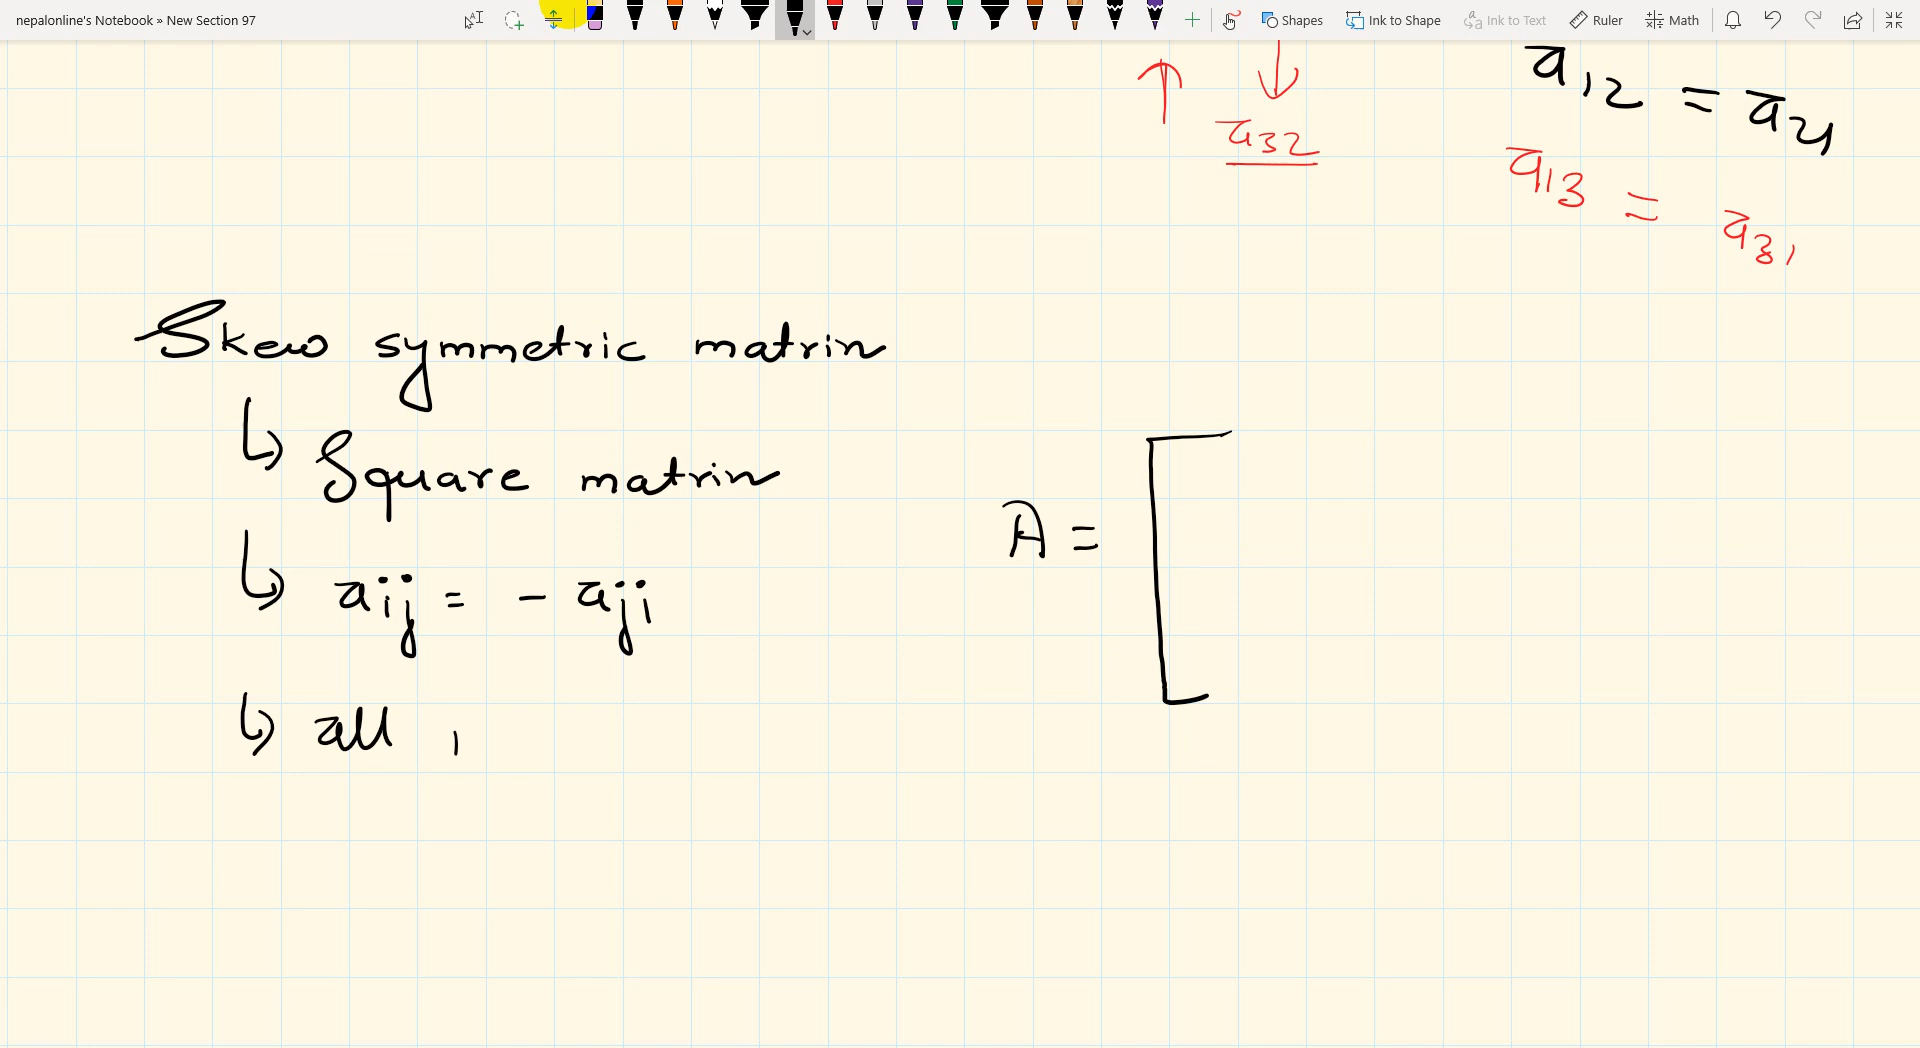 nepalonline's Notebook » New Section 97
Shapes Ink to Shape Ink to Text Ruler Math
a12 = a21
a32
a13 = a31
Skew symmetric matrix
Square matrix
aij = - aji
A = [
all